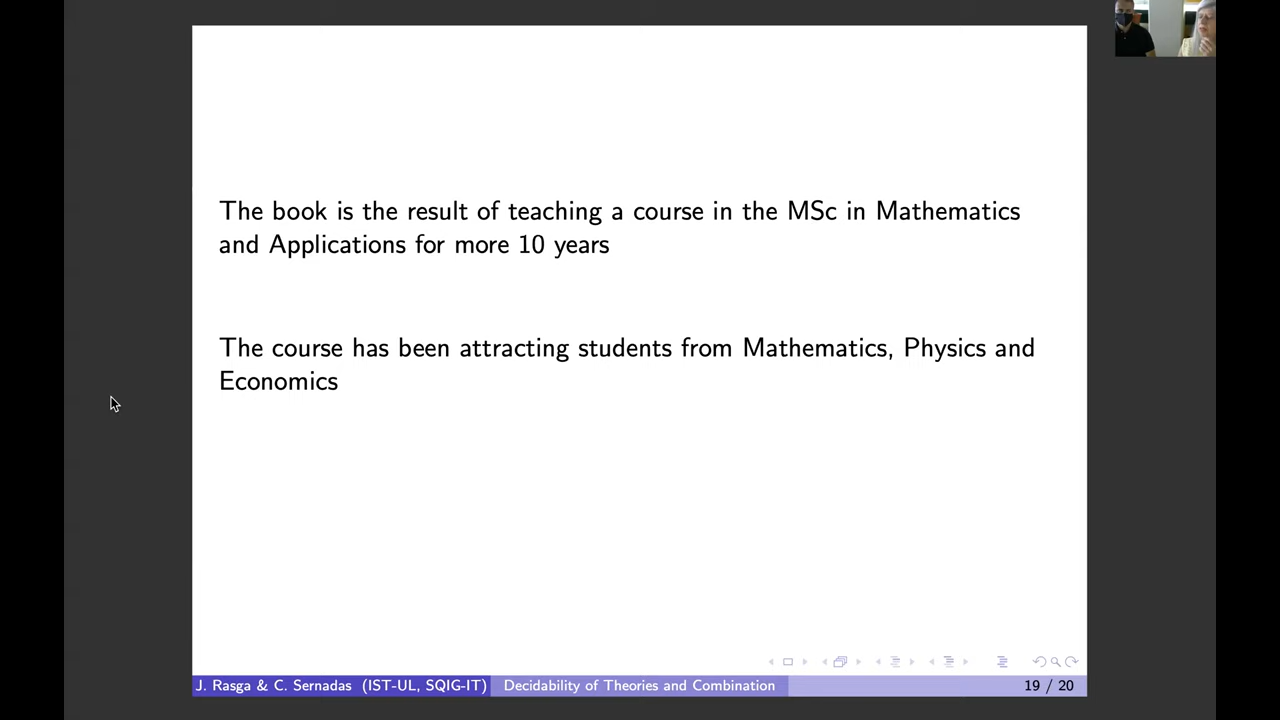 The book is the result of teaching a course in the MSc in Mathematics
and Applications for more 10 years
The course has been attracting students from Mathematics, Physics and
Economics
J. Rasga & C. Sernadas (IST-UL, SQIG-IT) Decidability of Theories and Combination 19 / 20